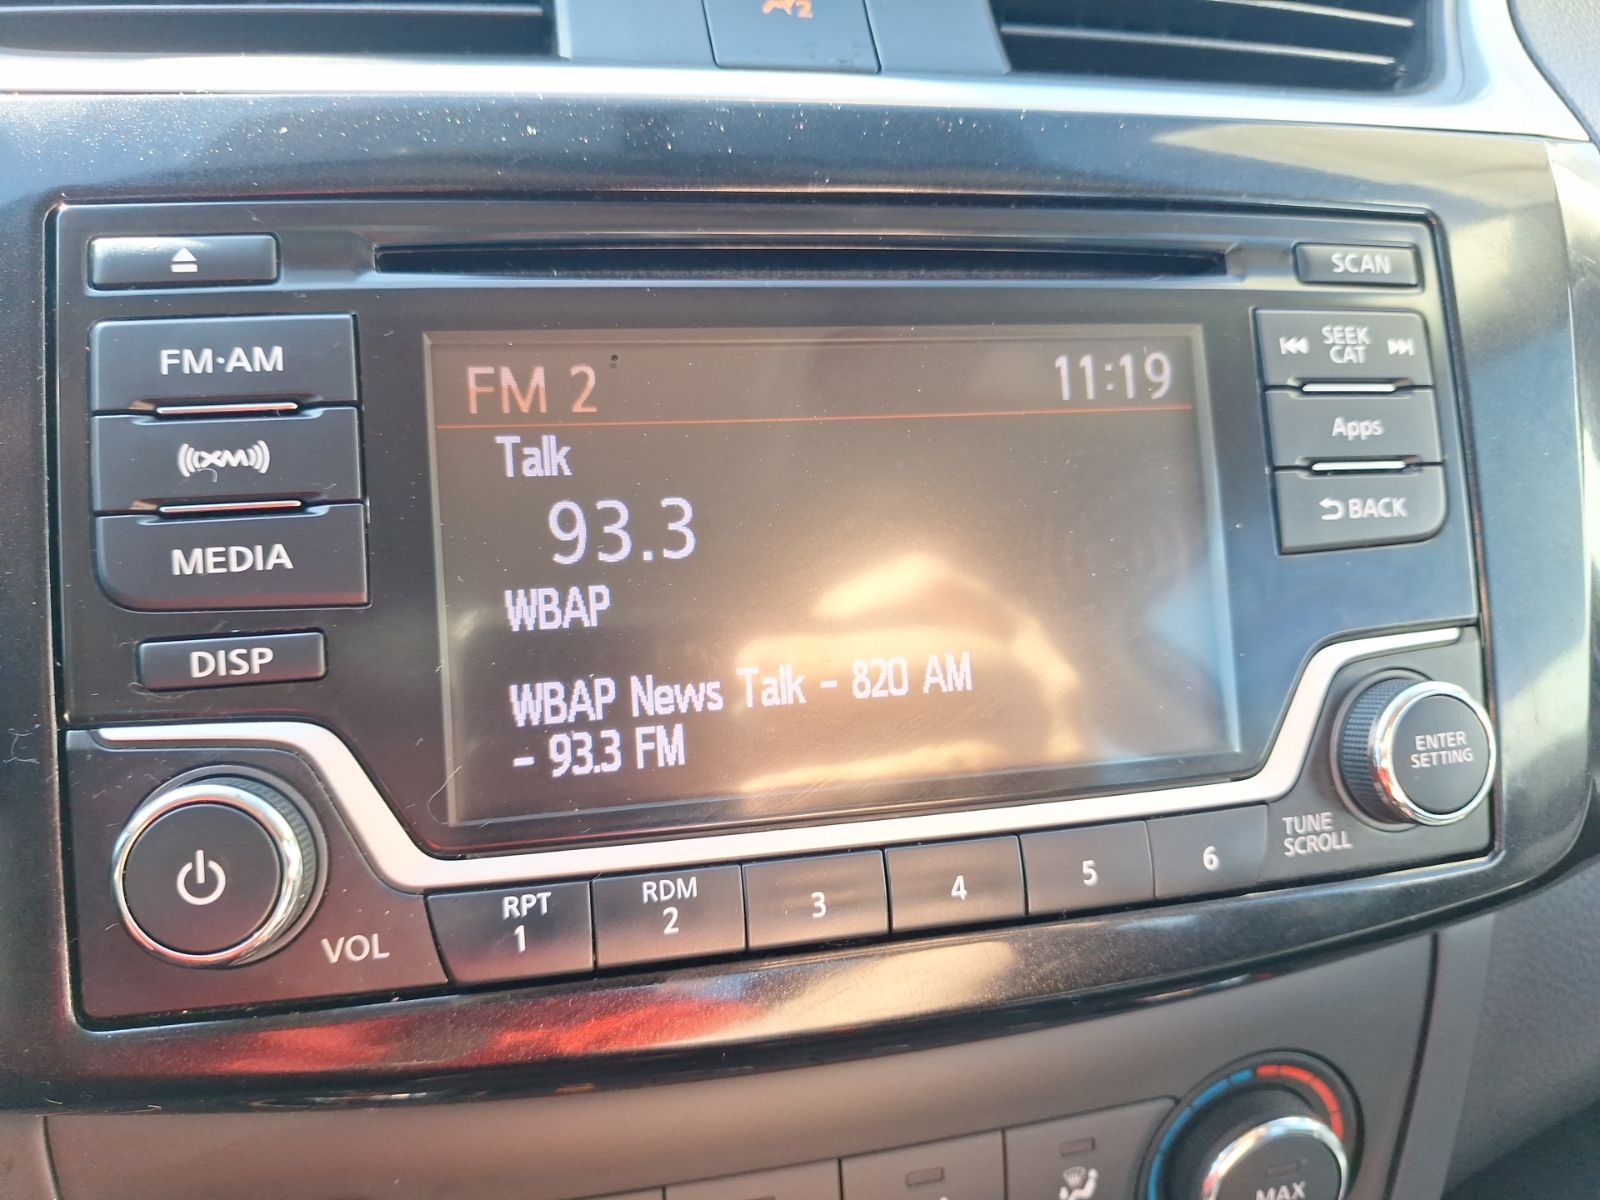 SCAN
FM·AM
SEEK
CAT
FM 2
11:19
Talk
Apps
XM
93.3
BACK
MEDIA
WBAP
DISP
WBAP News Talk - 820 AM
- 93.3 FM
ENTER
SETTING
TUNE
SCROLL
VOL
RPT
1
RDM
2
3
4
5
6
MAX